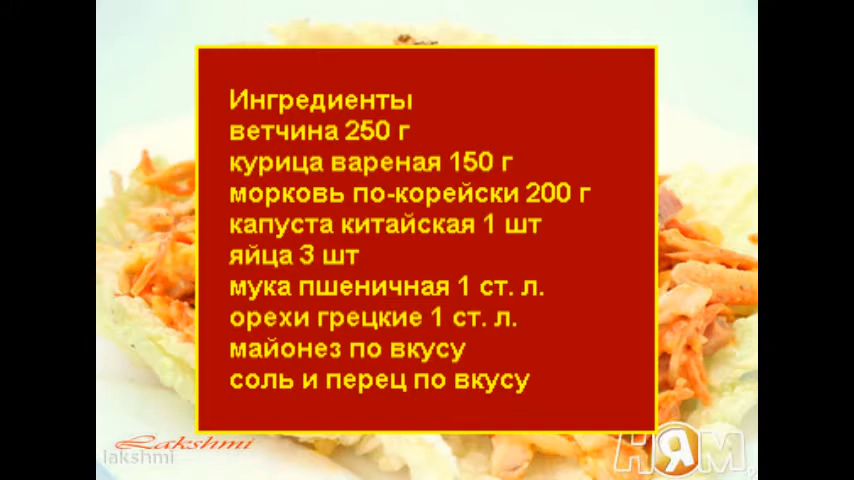 Ингредиенты
ветчина 250 г
курица вареная 150 г
морковь по-корейски 200 г
капуста китайская 1 шт
яйца 3 шт
мука пшеничная 1 ст. л.
орехи грецкие 1 ст. л.
майонез по вкусу
соль и перец по вкусу
Lakshmi
lakshmi
НЯМ.